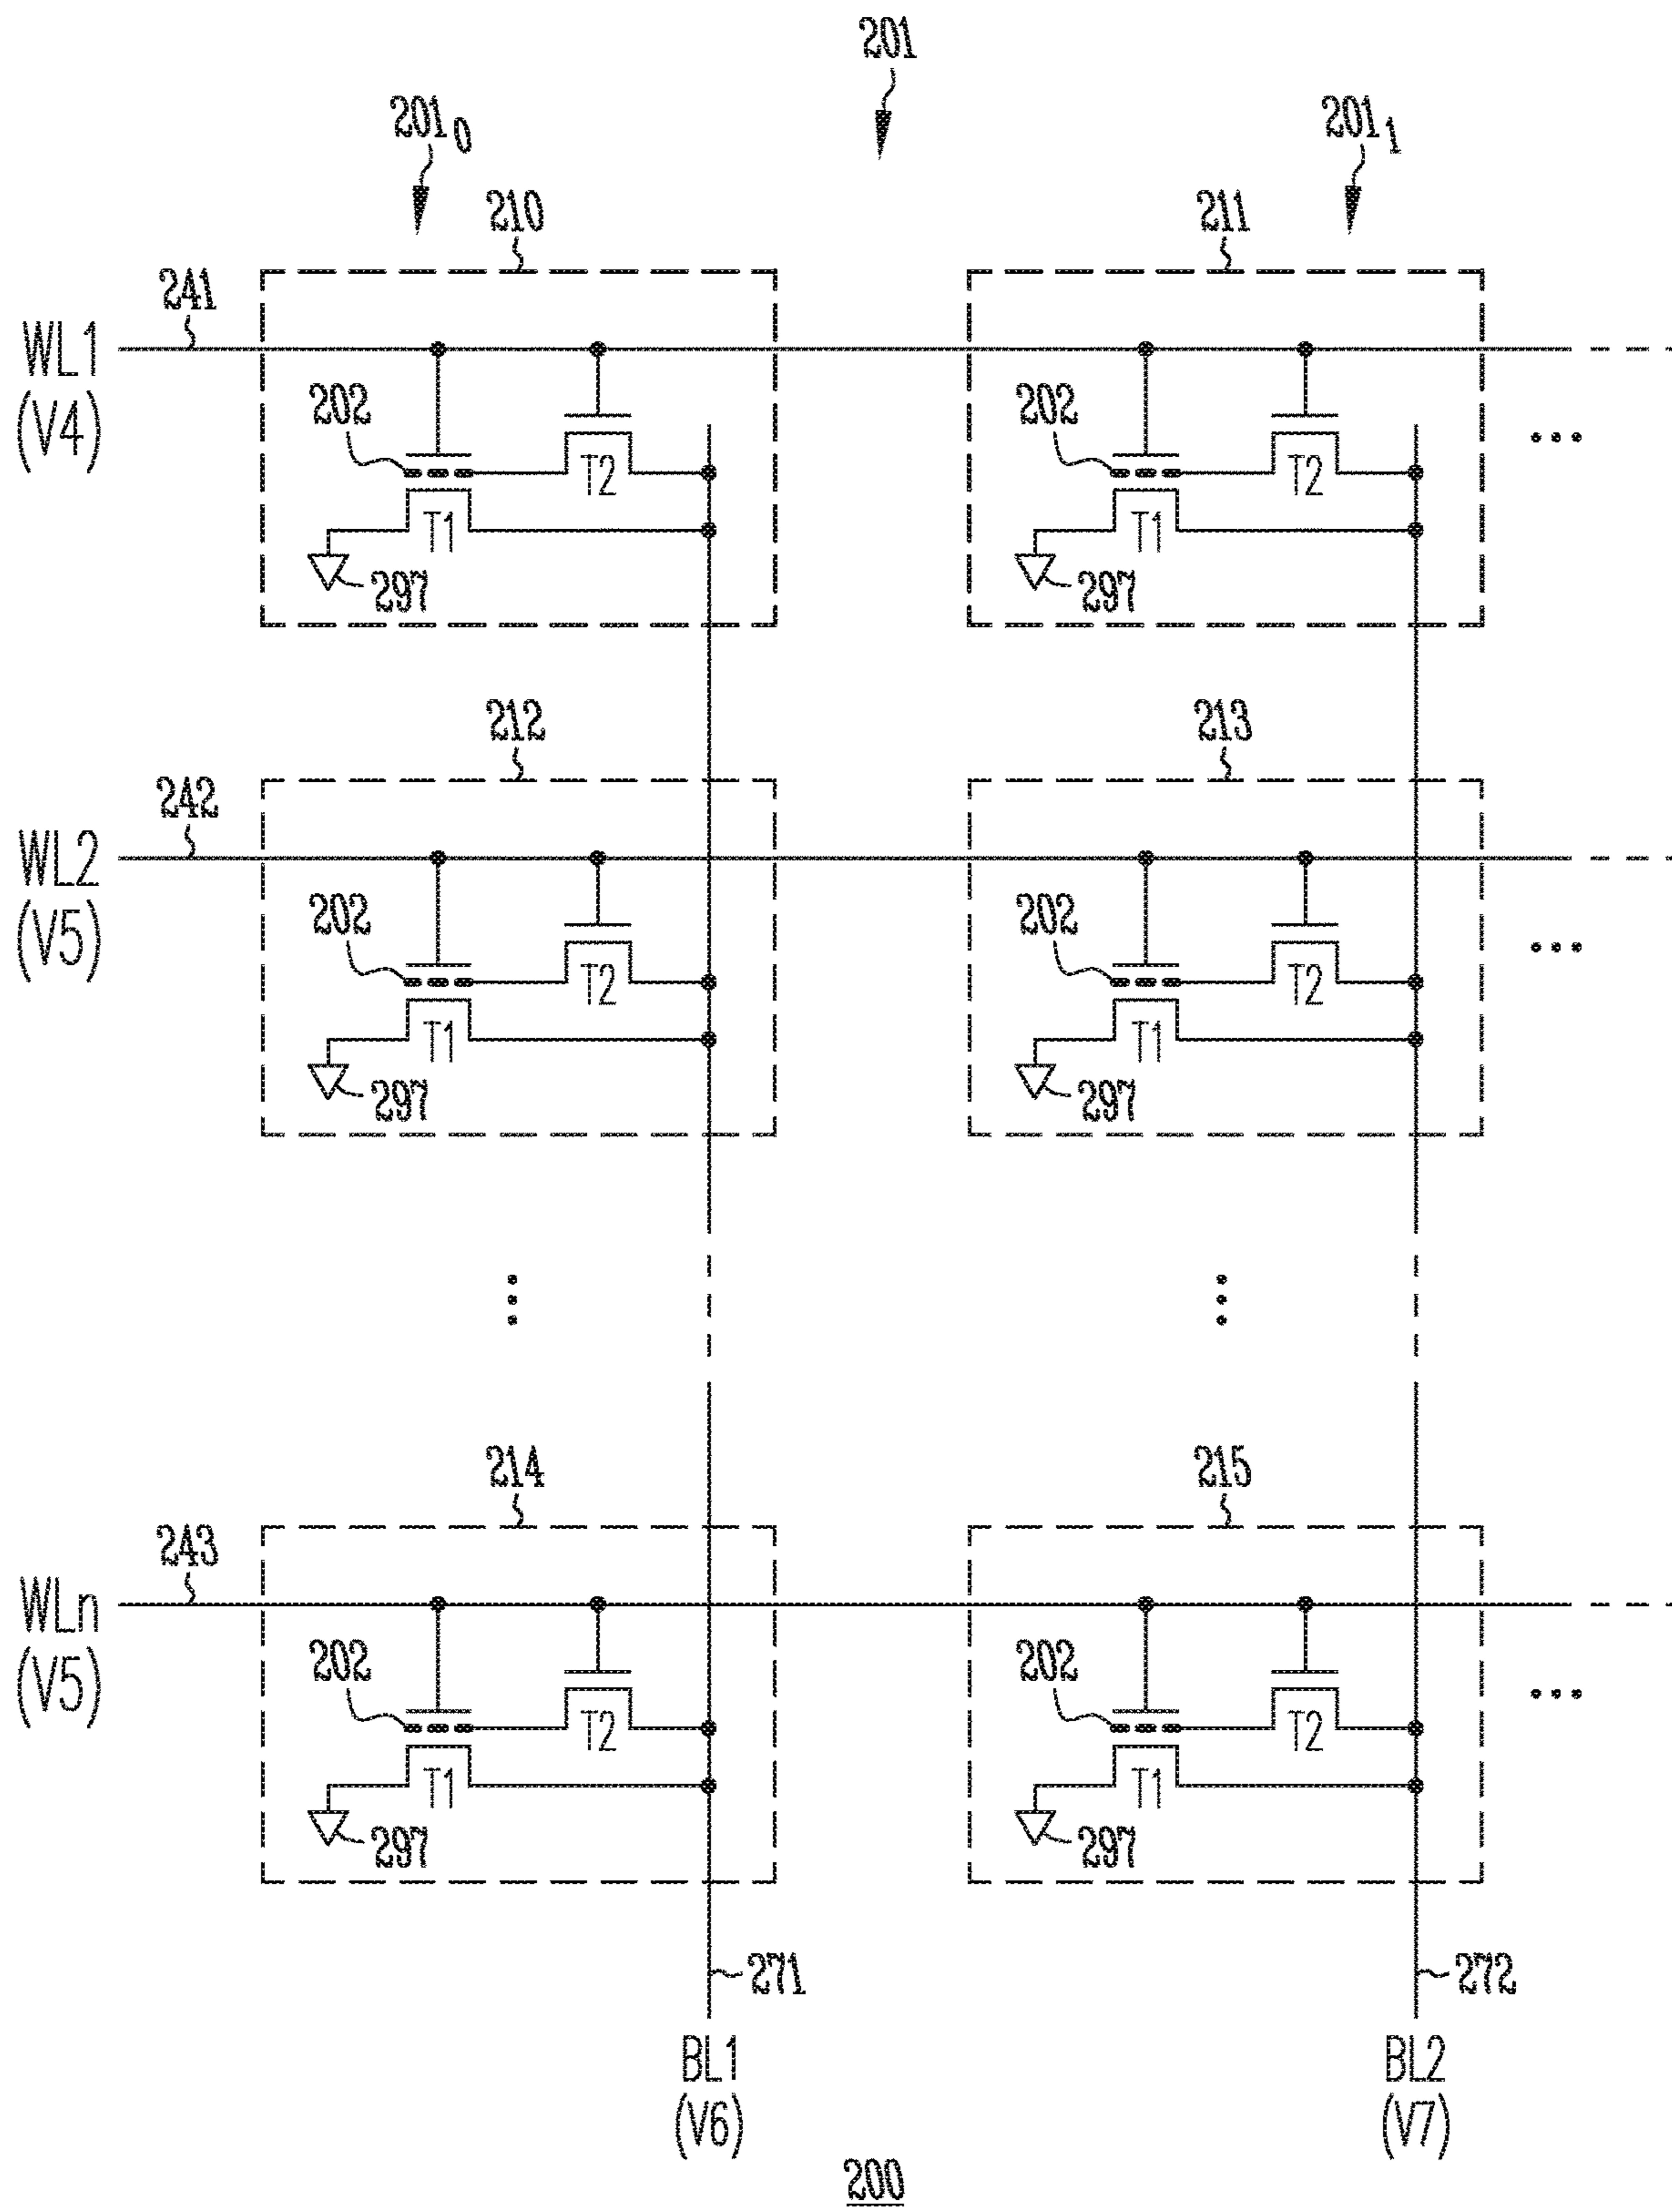 201
201₀ 201₁
210 211
241
WL1
(V4)
202 T2 202 T2
...
T1 T1
297 297
212 213
242
WL2
(V5)
202 T2 202 T2
...
T1 T1
297 297
214 215
243
WLn
(V5)
202 T2 202 T2
...
T1 T1
297 297
271 272
BL1 BL2
(V6) (V7)
200